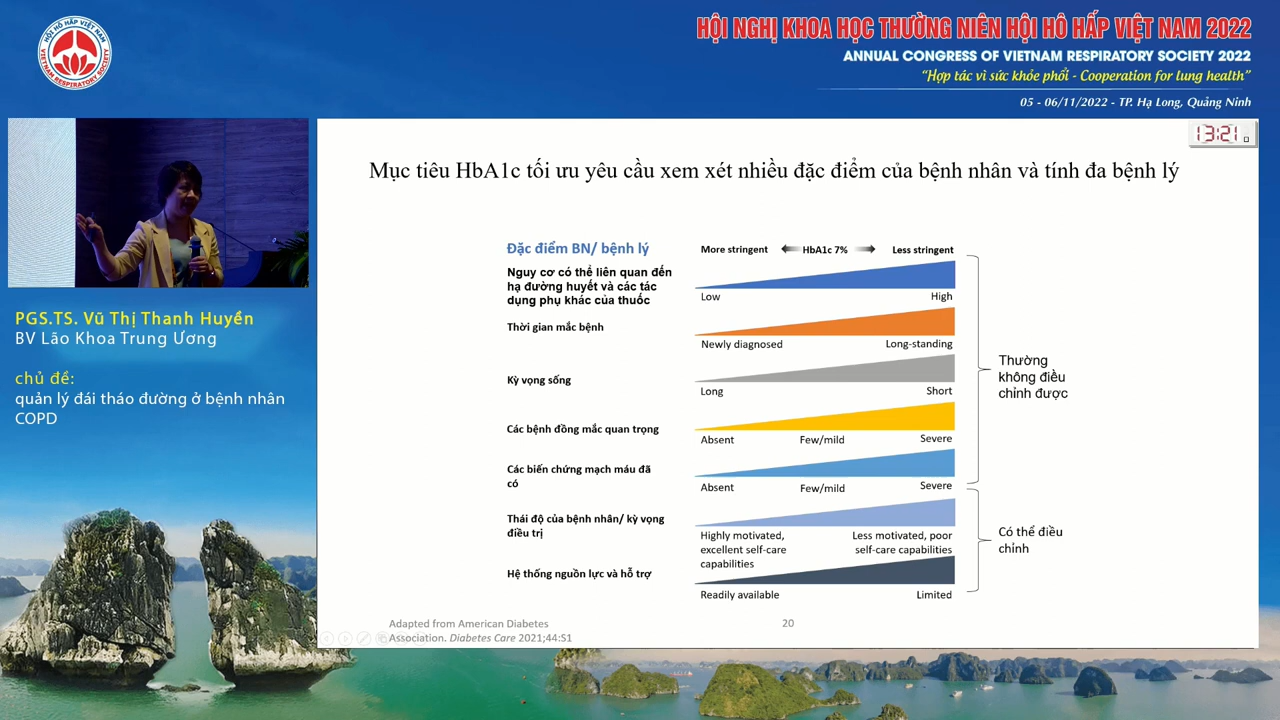 HỘI HÔ HẤP VIỆT NAM
VIETNAM RESPIRATORY SOCIETY
HỘI NGHỊ KHOA HỌC THƯỜNG NIÊN HỘI HÔ HẤP VIỆT NAM 2022
ANNUAL CONGRESS OF VIETNAM RESPIRATORY SOCIETY 2022
“Hợp tác vì sức khỏe phổi - Cooperation for lung health”
05 - 06/11/2022 - TP. Hạ Long, Quảng Ninh
13:21
PGS.TS. Vũ Thị Thanh Huyền
BV Lão Khoa Trung Ương
chủ đề:
quản lý đái tháo đường ở bệnh nhân
COPD
Mục tiêu HbA1c tối ưu yêu cầu xem xét nhiều đặc điểm của bệnh nhân và tính đa bệnh lý
Đặc điểm BN/ bệnh lý
More stringent HbA1c 7% Less stringent
Nguy cơ có thể liên quan đến
hạ đường huyết và các tác
dụng phụ khác của thuốc
Low High
Thời gian mắc bệnh
Newly diagnosed Long-standing
Kỳ vọng sống
Long Short
Các bệnh đồng mắc quan trọng
Absent Few/mild Severe
Các biến chứng mạch máu đã
có
Absent Few/mild Severe
Thường
không điều
chỉnh được
Thái độ của bệnh nhân/ kỳ vọng
điều trị
Highly motivated,
excellent self-care
capabilities
Less motivated, poor
self-care capabilities
Hệ thống nguồn lực và hỗ trợ
Readily available Limited
Có thể điều
chỉnh
Adapted from American Diabetes
Association. Diabetes Care 2021;44:S1
20